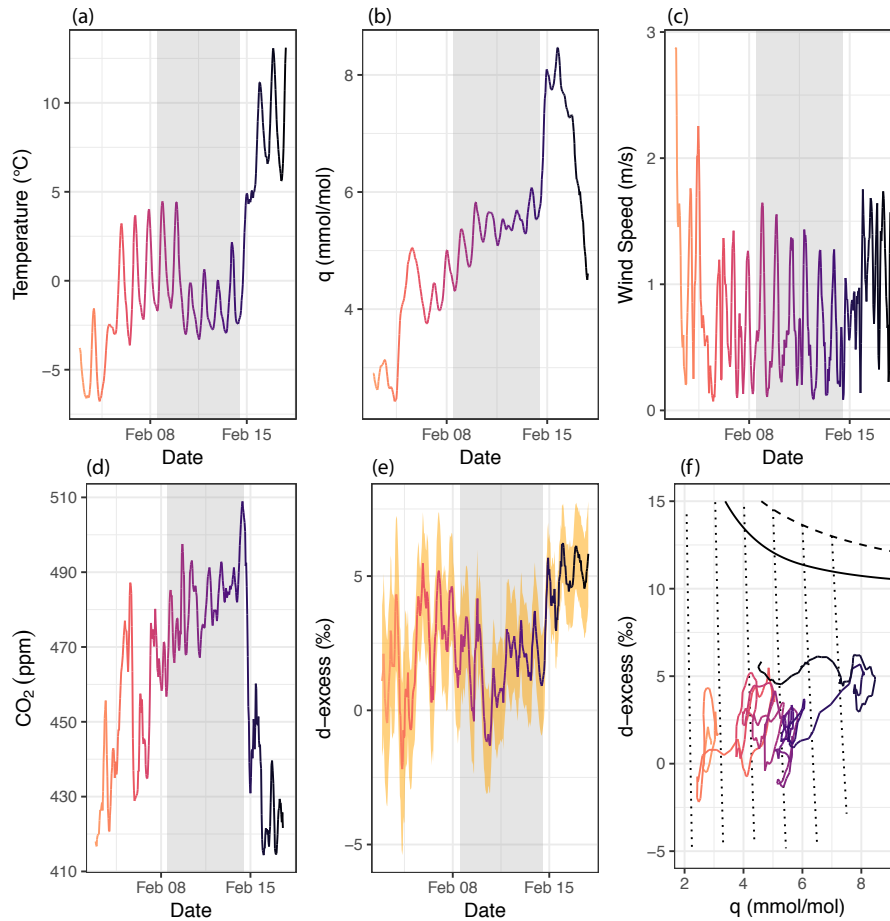 (a)
(b)
(c)
Temperature (°C)
10
5
0
−5
Feb 08
Feb 15
Date
q (mmol/mol)
8
6
4
Feb 08
Feb 15
Date
Wind Speed (m/s)
3
2
1
0
Feb 08
Feb 15
Date
(d)
(e)
(f)
CO₂ (ppm)
510
490
470
450
430
410
Feb 08
Feb 15
Date
d−excess (‰)
5
0
−5
Feb 08
Feb 15
Date
d−excess (‰)
15
10
5
0
−5
2
4
6
8
q (mmol/mol)